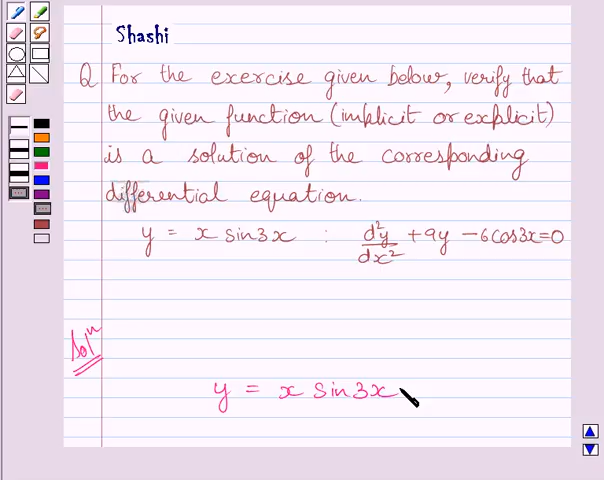 Shashi
Q For the exercise given below, verify that
the given function (implicit or explicit)
is a solution of the corresponding
differential equation.
y = x sin3x : d²y/dx² + 9y - 6cos3x=0
Solⁿ
y = x sin3x